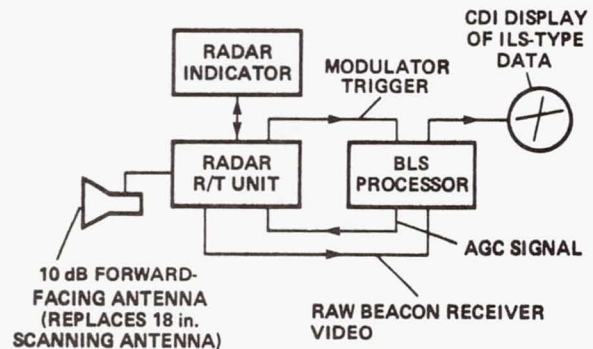 CDI DISPLAY
OF ILS-TYPE
DATA
RADAR
INDICATOR
MODULATOR
TRIGGER
RADAR
R/T UNIT
BLS
PROCESSOR
AGC SIGNAL
10 dB FORWARD-
FACING ANTENNA
(REPLACES 18 in.
SCANNING ANTENNA)
RAW BEACON RECEIVER
VIDEO